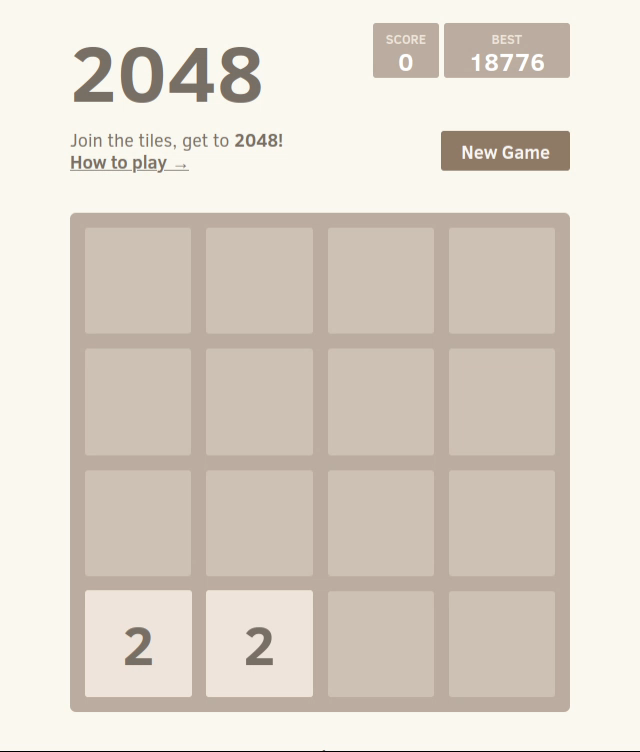 2048
SCORE
0
BEST
18776
Join the tiles, get to 2048!
How to play →
New Game
2 2